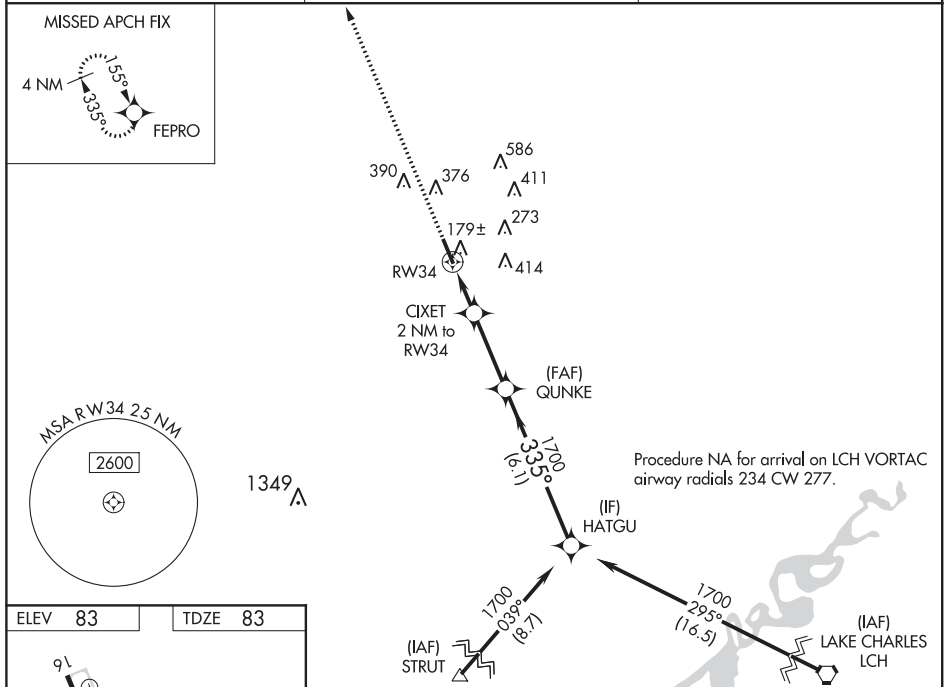 MISSED APCH FIX
4 NM
155°
335°
FEPRO
586
390
376
411
273
179±
RW34
414
CIXET
2 NM to
RW34
(FAF)
QUNKE
MSA RW34 25 NM
2600
1349
1700
335°
(6.1)
Procedure NA for arrival on LCH VORTAC
airway radials 234 CW 277.
(IF)
HATGU
1700
039°
(8.7)
1700
295°
(16.5)
(IAF)
STRUT
(IAF)
LAKE CHARLES
LCH
ELEV 83
TDZE 83
16